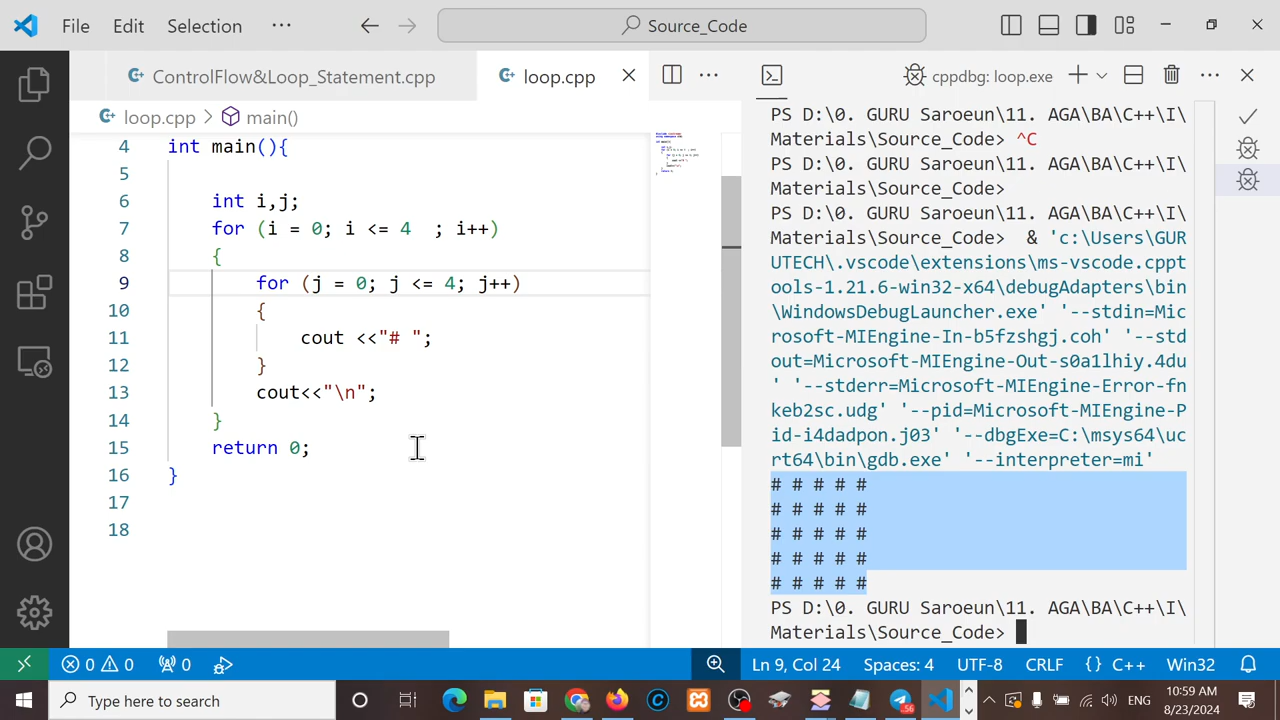 File Edit Selection ··· Source_Code
ControlFlow&Loop_Statement.cpp loop.cpp
loop.cpp > main()
4 int main(){
5
6 int i,j;
7 for (i = 0; i <= 4  ; i++)
8 {
9 for (j = 0; j <= 4; j++)
10 {
11 cout <<"# ";
12 }
13 cout<<"\n";
14 }
15 return 0;
16 }
17
18
cppdbg: loop.exe
PS D:\0. GURU Saroeun\11. AGA\BA\C++\I\
Materials\Source_Code> ^C
PS D:\0. GURU Saroeun\11. AGA\BA\C++\I\
Materials\Source_Code>
PS D:\0. GURU Saroeun\11. AGA\BA\C++\I\
Materials\Source_Code>  & 'c:\Users\GUR
UTECH\.vscode\extensions\ms-vscode.cppt
ools-1.21.6-win32-x64\debugAdapters\bin
\WindowsDebugLauncher.exe' '--stdin=Mic
rosoft-MIEngine-In-b5fzshgj.coh' '--std
out=Microsoft-MIEngine-Out-s0a1lhiy.4du
' '--stderr=Microsoft-MIEngine-Error-fn
keb2sc.udg' '--pid=Microsoft-MIEngine-P
id-i4dadpon.j03' '--dbgExe=C:\msys64\uc
rt64\bin\gdb.exe' '--interpreter=mi'
# # # # #
# # # # #
# # # # #
# # # # #
# # # # #
PS D:\0. GURU Saroeun\11. AGA\BA\C++\I\
Materials\Source_Code>
0 0 0 Ln 9, Col 24 Spaces: 4 UTF-8 CRLF {} C++ Win32
Type here to search 56 ENG 10:59 AM
8/23/2024